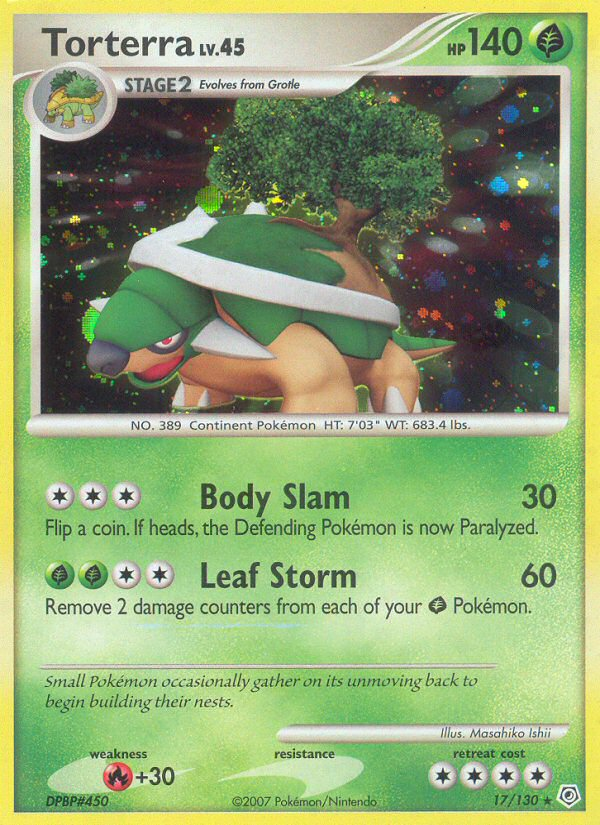 Torterra LV.45
HP 140
STAGE2 Evolves from Grotle
NO. 389 Continent Pokémon HT: 7'03" WT: 683.4 lbs.
Body Slam 30
Flip a coin. If heads, the Defending Pokémon is now Paralyzed.
Leaf Storm 60
Remove 2 damage counters from each of your Pokémon.
Small Pokémon occasionally gather on its unmoving back to
begin building their nests.
Illus. Masahiko Ishii
weakness resistance retreat cost
+30
DPBP#450 ©2007 Pokémon/Nintendo 17/130 ★